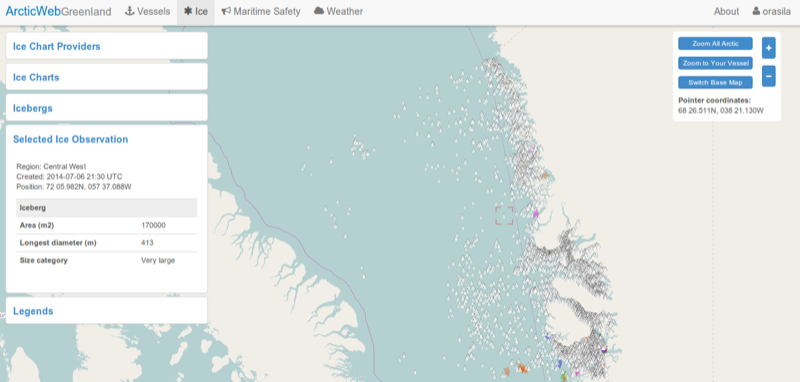 ArcticWebGreenland Vessels Ice Maritime Safety Weather About orasila
Ice Chart Providers
Ice Charts
Icebergs
Selected Ice Observation
Region: Central West
Created: 2014-07-06 21:30 UTC
Position: 72 05.982N, 057 37.088W
Iceberg
Area (m2) 170000
Longest diameter (m) 413
Size category Very large
Legends
Zoom All Arctic
+
Zoom to Your Vessel
−
Switch Base Map
Pointer coordinates:
68 26.511N, 038 21.130W